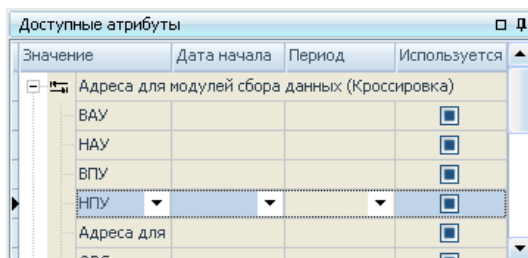 Доступные атрибуты
Значение Дата начала Период Используется
Адреса для модулей сбора данных (Кроссировка)
ВАУ
НАУ
ВПУ
НПУ
Адреса для